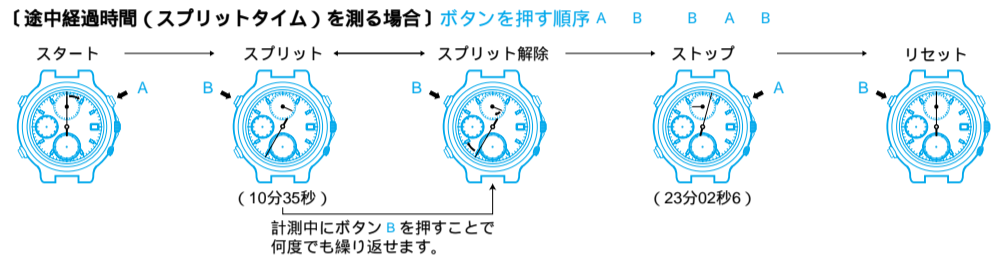 〔途中経過時間（スプリットタイム）を測る場合〕ボタンを押す順序 A B B A B
スタート スプリット スプリット解除 ストップ リセット
A B B A B
（10分35秒） （23分02秒6）
計測中にボタン B を押すことで
何度でも繰り返せます。